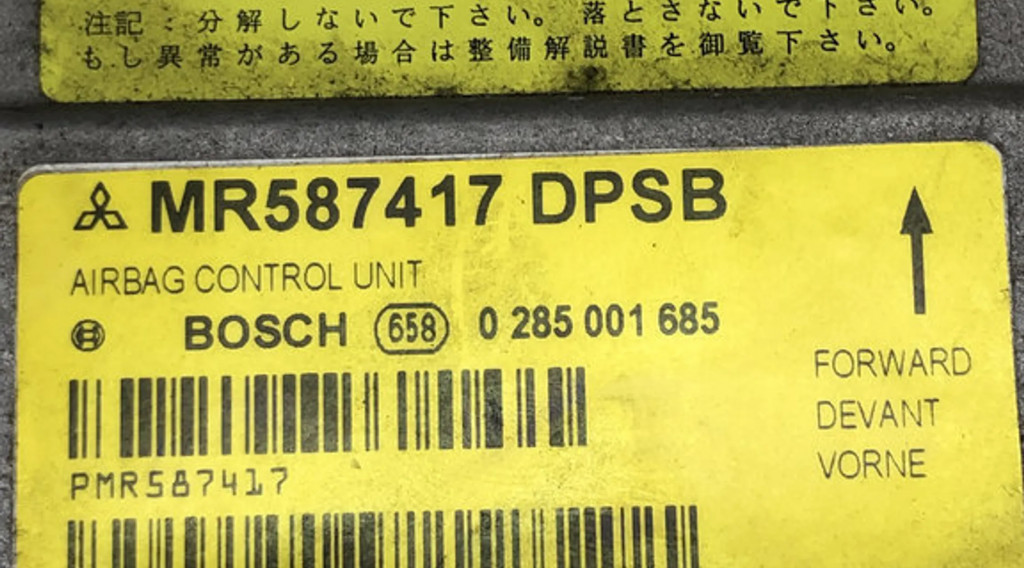 注記：分解しないで下さい。 落とさないで下さい。
もし異常がある場合は整備解説書を御覧下さい。
MR587417 DPSB
AIRBAG CONTROL UNIT
BOSCH 658 0 285 001 685
PMR587417
FORWARD
DEVANT
VORNE